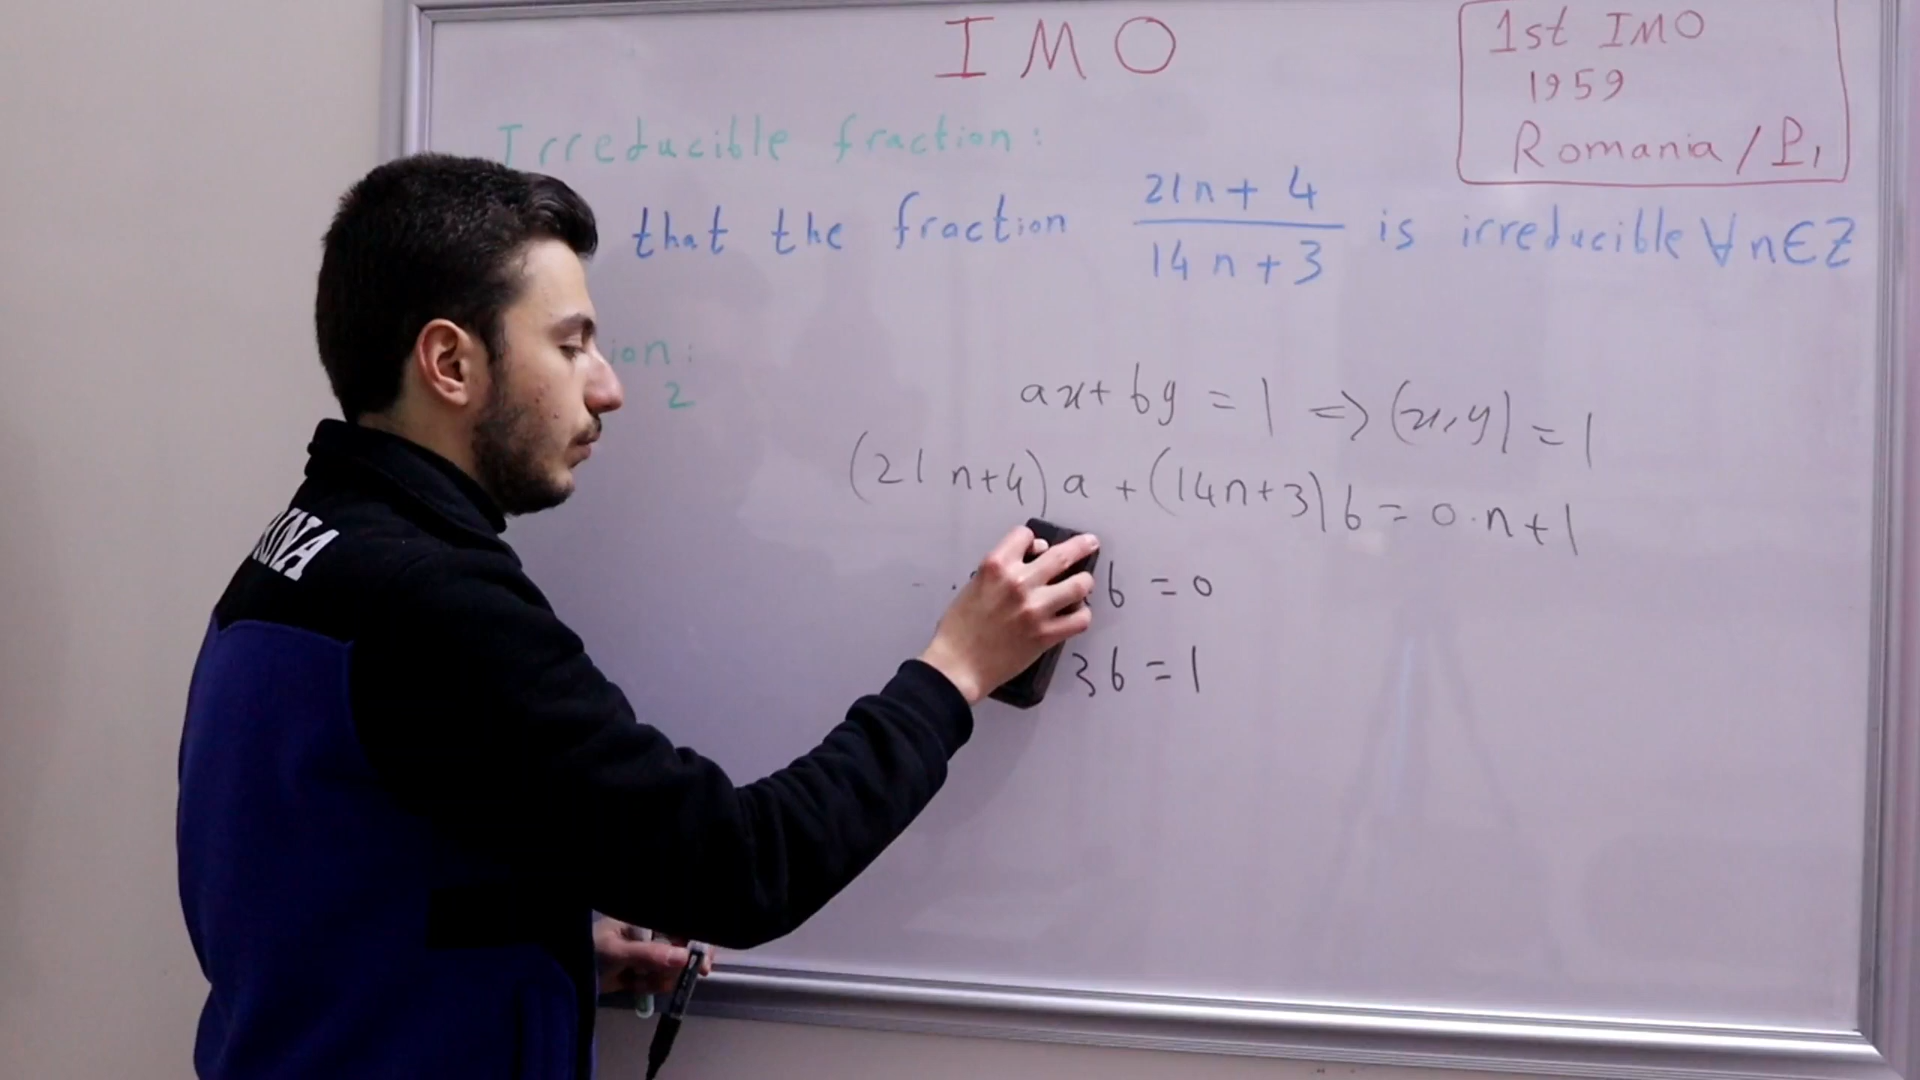 IMO
1st IMO
1959
Romania / P1
Irreducible fraction:
that the fraction 21n+4 / 14n+3 is irreducible ∀n∈Z
ion:
2
ax+by = 1 => (x,y) = 1
(21n+4)a + (14n+3)b = 0·n+1
b = 0
3b = 1
INA